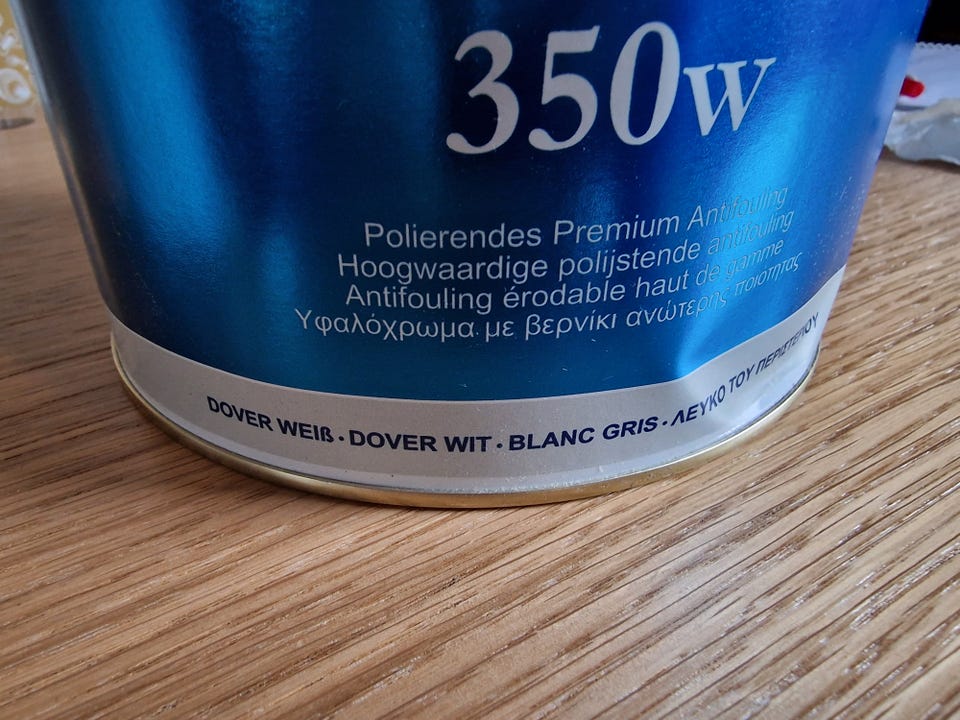 350w
Polierendes Premium Antifouling
Hoogwaardige polijstende antifouling
Antifouling érodable haut de gamme
Υφαλόχρωμα με βερνίκι ανώτερης ποιότητας
DOVER WEIß · DOVER WIT · BLANC GRIS · ΛΕΥΚΟ ΤΟΥ ΠΕΡΙΣΤΕΡΙΟΥ